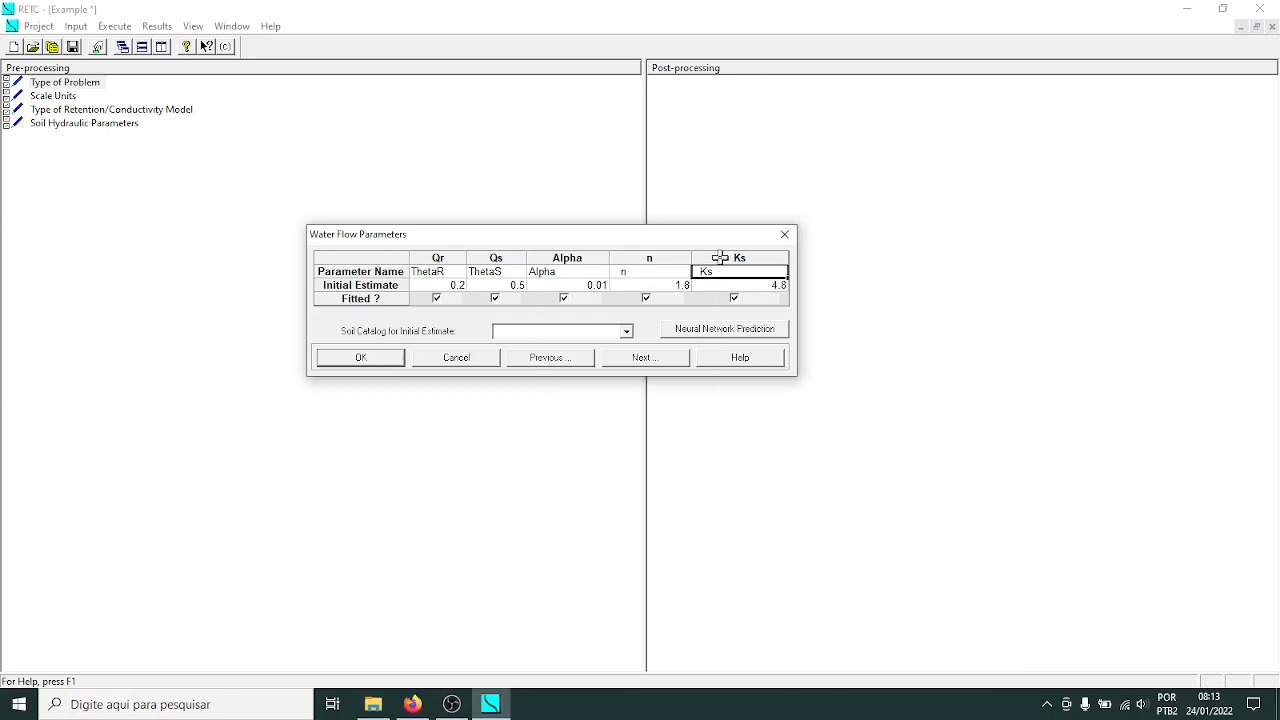 RETC - [Example *]
Project Input Execute Results View Window Help
Pre-processing
Post-processing
Type of Problem
Scale Units
Type of Retention/Conductivity Model
Soil Hydraulic Parameters
Water Flow Parameters
Qr Qs Alpha n Ks
Parameter Name ThetaR ThetaS Alpha n Ks
Initial Estimate 0.2 0.5 0.01 1.8 4.8
Fitted ?
Soil Catalog for Initial Estimate:
Neural Network Prediction
OK Cancel Previous ... Next ... Help
For Help, press F1
Digite aqui para pesquisar
POR 08:13
PTB2 24/01/2022